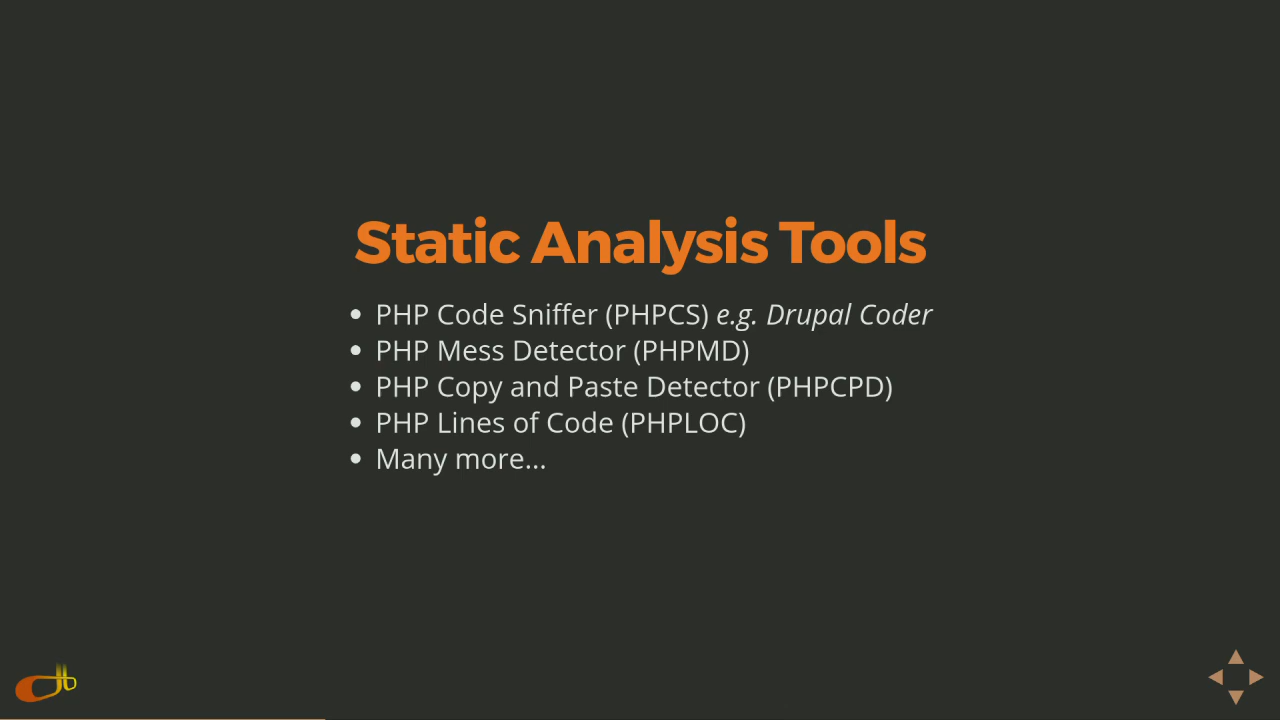 Static Analysis Tools
PHP Code Sniffer (PHPCS) e.g. Drupal Coder
PHP Mess Detector (PHPMD)
PHP Copy and Paste Detector (PHPCPD)
PHP Lines of Code (PHPLOC)
Many more...